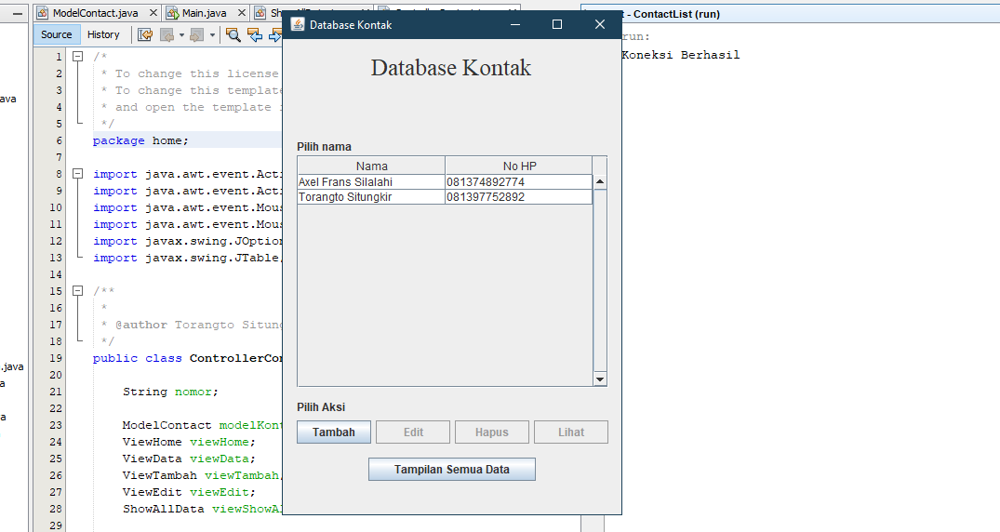 ModelContact.java
Main.java
Database Kontak
- ContactList (run)
Source
History
run:
Koneksi Berhasil
java
.java
1 /*
2 * To change this license
3 * To change this template
4 * and open the template
5 */
6 package home;
7
8 import java.awt.event.Acti
9 import java.awt.event.Acti
10 import java.awt.event.Mous
11 import java.awt.event.Mous
12 import javax.swing.JOption
13 import javax.swing.JTable
14
15 /**
16 *
17 * @author Torangto Situng
18 */
19 public class ControllerCon
20
21 String nomor;
22
23 ModelContact modelKont
24 ViewHome viewHome;
25 ViewData viewData;
26 ViewTambah viewTambah
27 ViewEdit viewEdit;
28 ShowAllData viewShowAl
29
Database Kontak
Pilih nama
Nama No HP
Axel Frans Silalahi 081374892774
Torangto Situngkir 081397752892
Pilih Aksi
Tambah Edit Hapus Lihat
Tampilan Semua Data